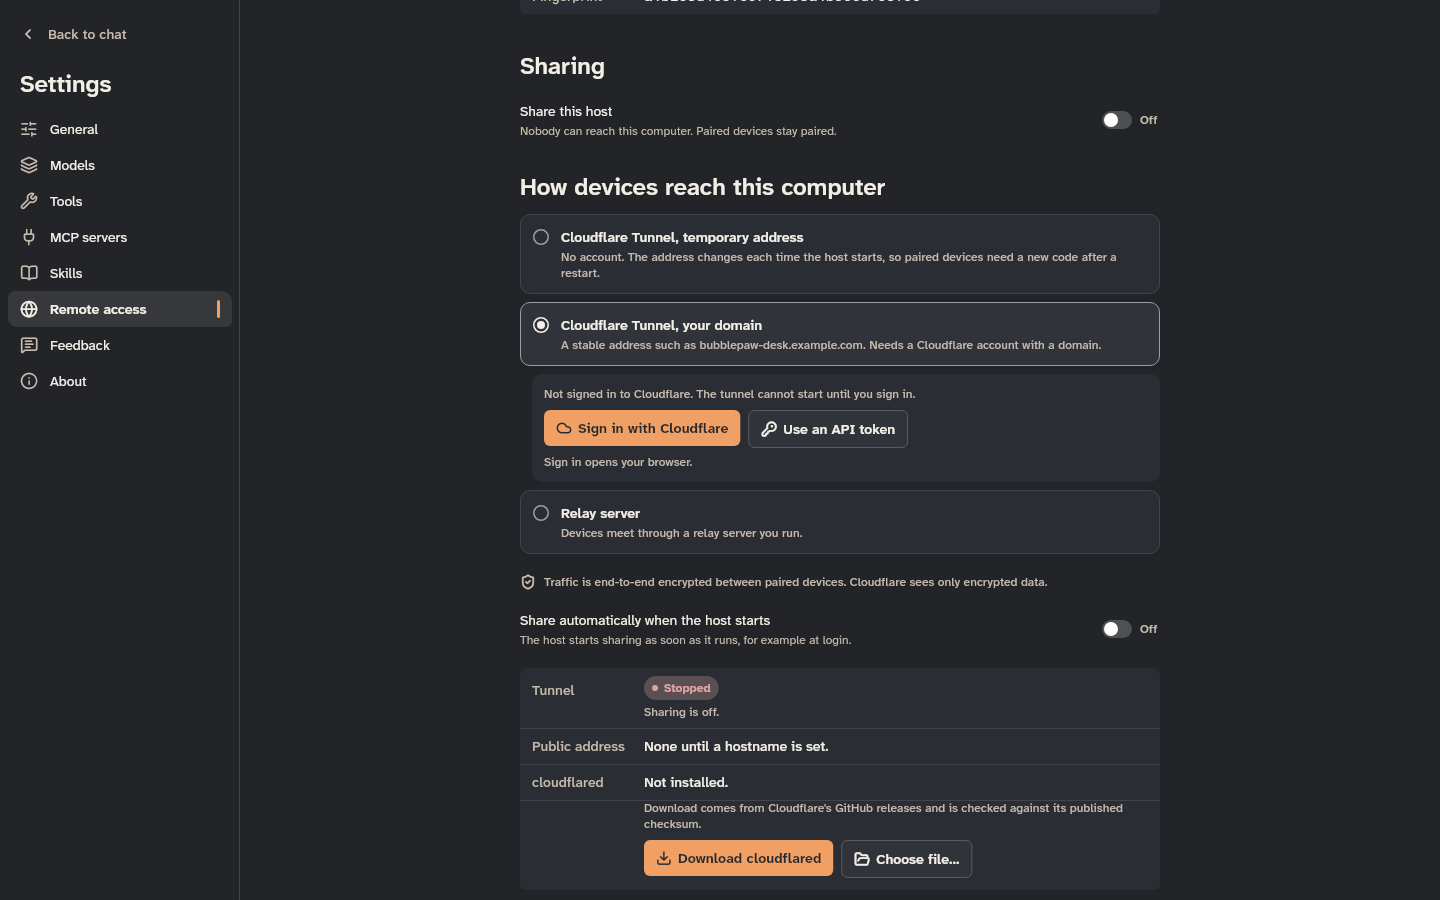 Back to chat
Settings
General
Models
Tools
MCP servers
Skills
Remote access
Feedback
About
Sharing
Share this host
Nobody can reach this computer. Paired devices stay paired.
Off
How devices reach this computer
Cloudflare Tunnel, temporary address
No account. The address changes each time the host starts, so paired devices need a new code after a
restart.
Cloudflare Tunnel, your domain
A stable address such as bubblepaw-desk.example.com. Needs a Cloudflare account with a domain.
Not signed in to Cloudflare. The tunnel cannot start until you sign in.
Sign in with Cloudflare
Use an API token
Sign in opens your browser.
Relay server
Devices meet through a relay server you run.
Traffic is end-to-end encrypted between paired devices. Cloudflare sees only encrypted data.
Share automatically when the host starts
The host starts sharing as soon as it runs, for example at login.
Off
Tunnel
Stopped
Sharing is off.
Public address
None until a hostname is set.
cloudflared
Not installed.
Download comes from Cloudflare's GitHub releases and is checked against its published
checksum.
Download cloudflared
Choose file...